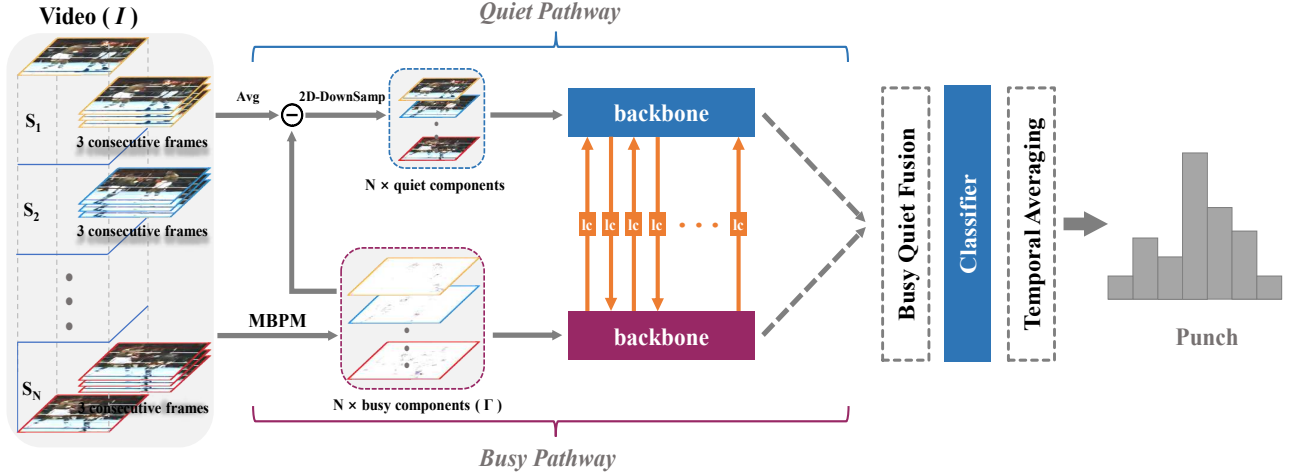 Video ( I )
Quiet Pathway
S1
3 consecutive frames
S2
3 consecutive frames
SN
3 consecutive frames
Avg
2D-DownSamp
N × quiet components
MBPM
N × busy components ( Γ )
backbone
lc
lc
lc
lc
lc
backbone
Busy Quiet Fusion
Classifier
Temporal Averaging
Punch
Busy Pathway